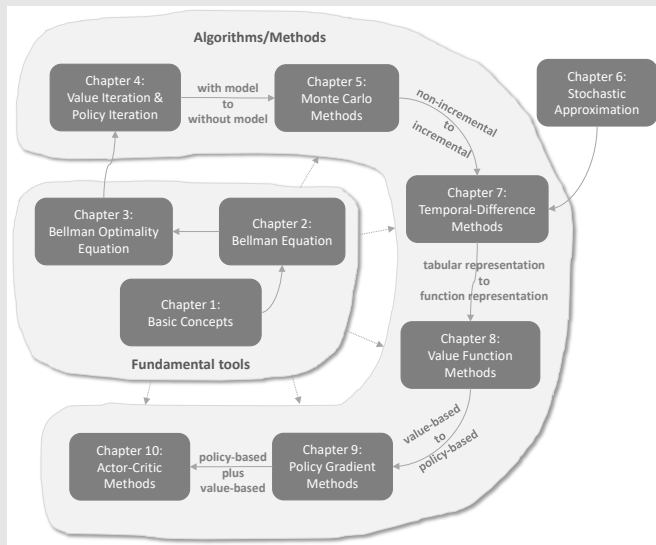 Algorithms/Methods
Chapter 4:
Value Iteration &
Policy Iteration
with model
to
without model
Chapter 5:
Monte Carlo
Methods
non-incremental
to
incremental
Chapter 6:
Stochastic
Approximation
Chapter 3:
Bellman Optimality
Equation
Chapter 2:
Bellman Equation
Chapter 7:
Temporal-Difference
Methods
Chapter 1:
Basic Concepts
tabular representation
to
function representation
Fundamental tools
Chapter 8:
Value Function
Methods
value-based
to
policy-based
Chapter 10:
Actor-Critic
Methods
policy-based
plus
value-based
Chapter 9:
Policy Gradient
Methods